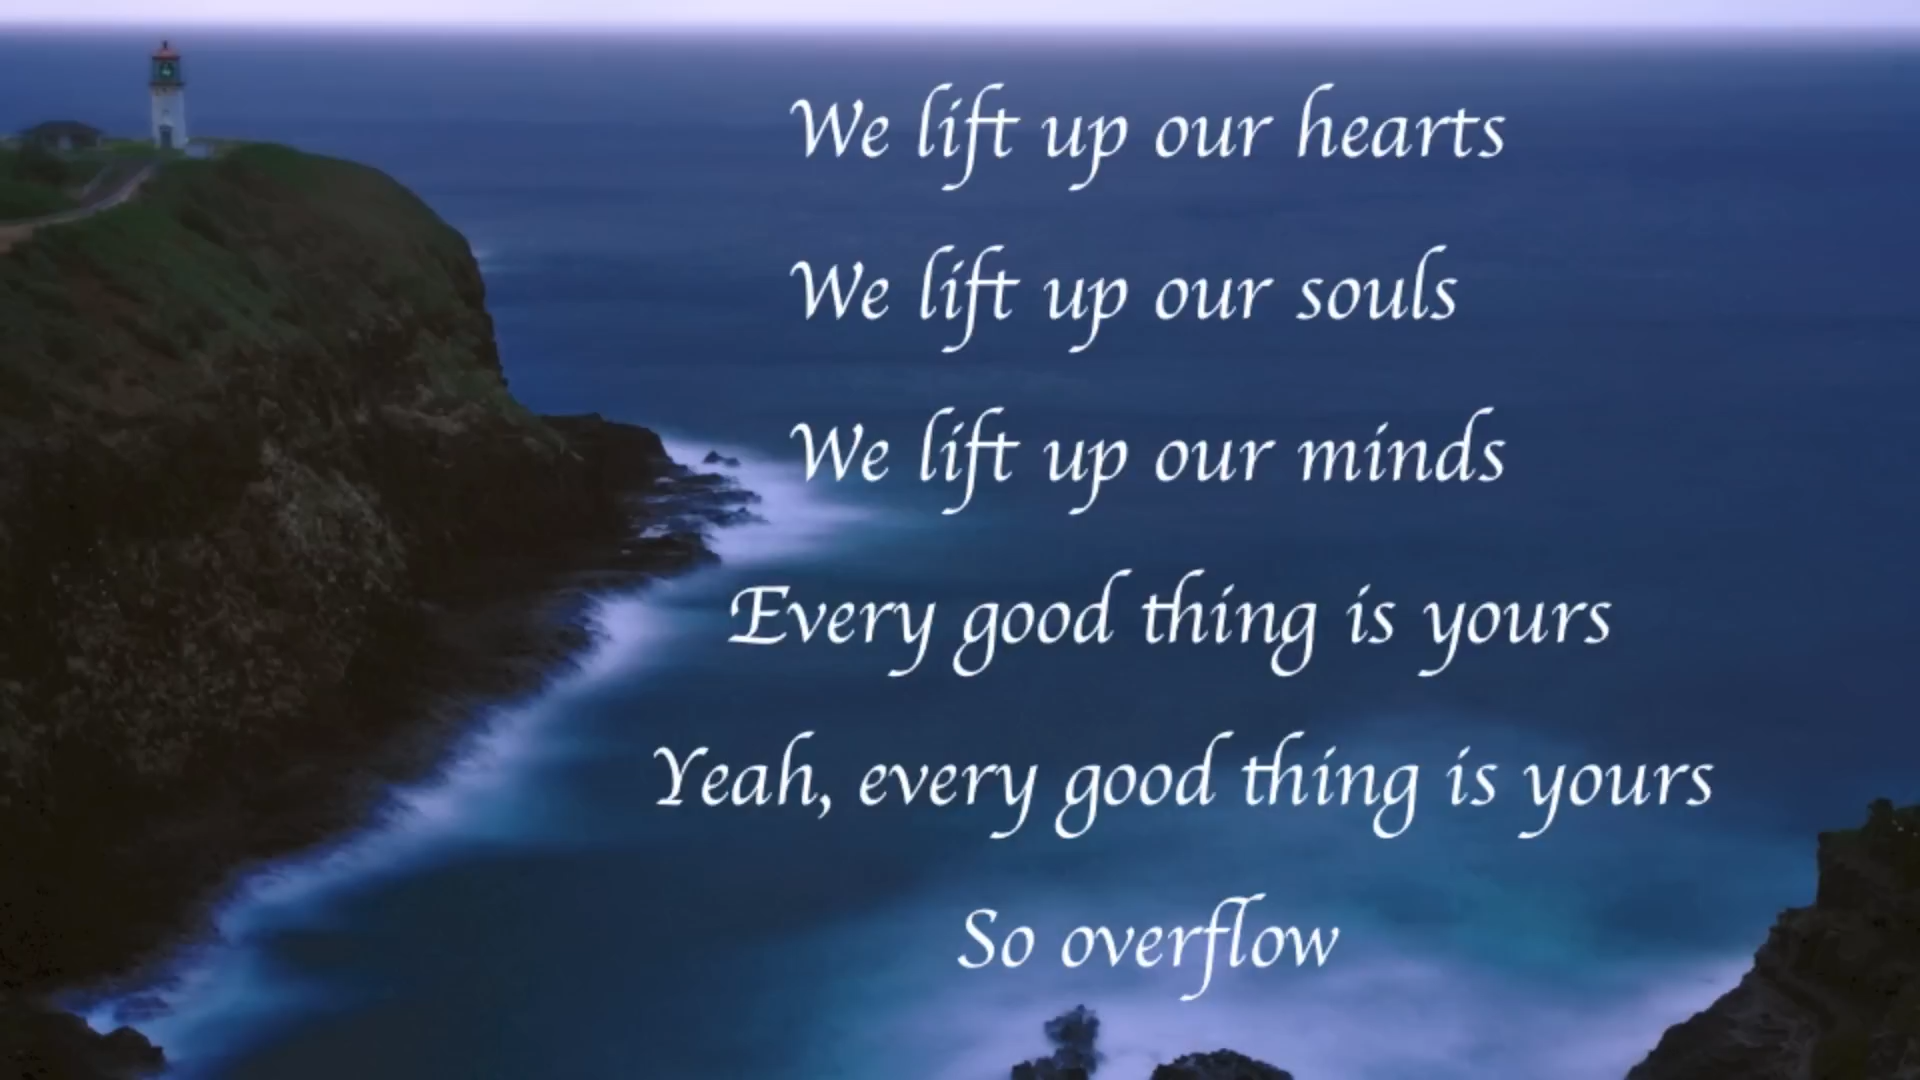 We lift up our hearts
We lift up our souls
We lift up our minds
Every good thing is yours
Yeah, every good thing is yours
So overflow